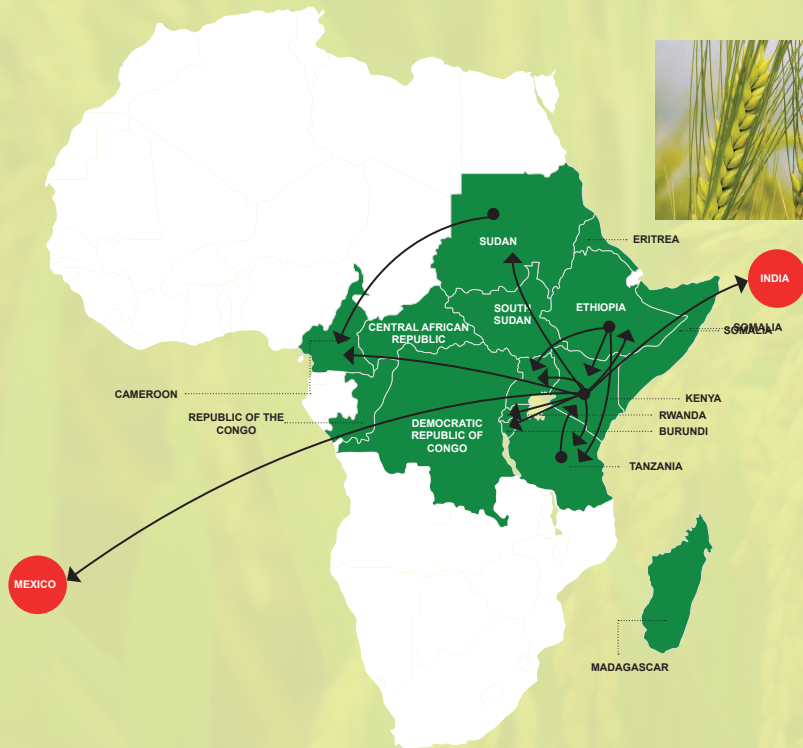 SUDAN
ERITREA
INDIA
ETHIOPIA
SOUTH
SUDAN
SOMALIA
SOMALIA
CENTRAL AFRICAN
REPUBLIC
CAMEROON
KENYA
REPUBLIC OF THE
CONGO
RWANDA
DEMOCRATIC
REPUBLIC OF
CONGO
BURUNDI
TANZANIA
MEXICO
MADAGASCAR